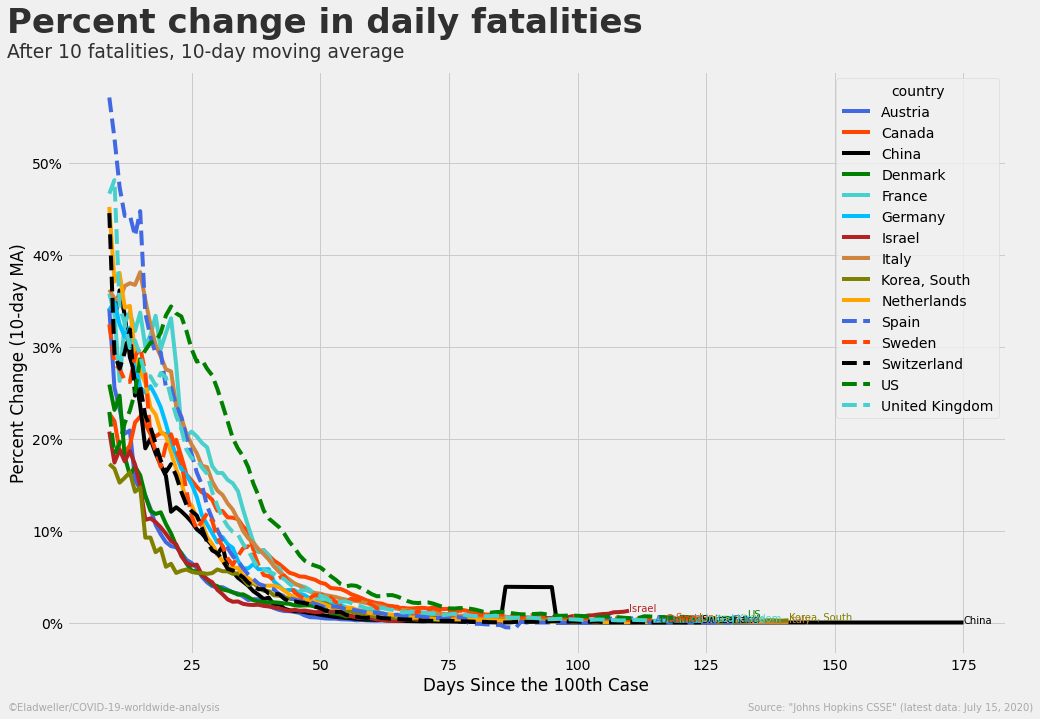 Percent change in daily fatalities
After 10 fatalities, 10-day moving average
country
Austria
Canada
China
Denmark
France
Germany
Israel
Italy
Korea, South
Netherlands
Spain
Sweden
Switzerland
US
United Kingdom
Percent Change (10-day MA)
50%
40%
30%
20%
10%
0%
Israel
US
Korea, South
Switzerland
China
25
50
75
100
125
150
175
Days Since the 100th Case
©Eladweller/COVID-19-worldwide-analysis
Source: "Johns Hopkins CSSE" (latest data: July 15, 2020)